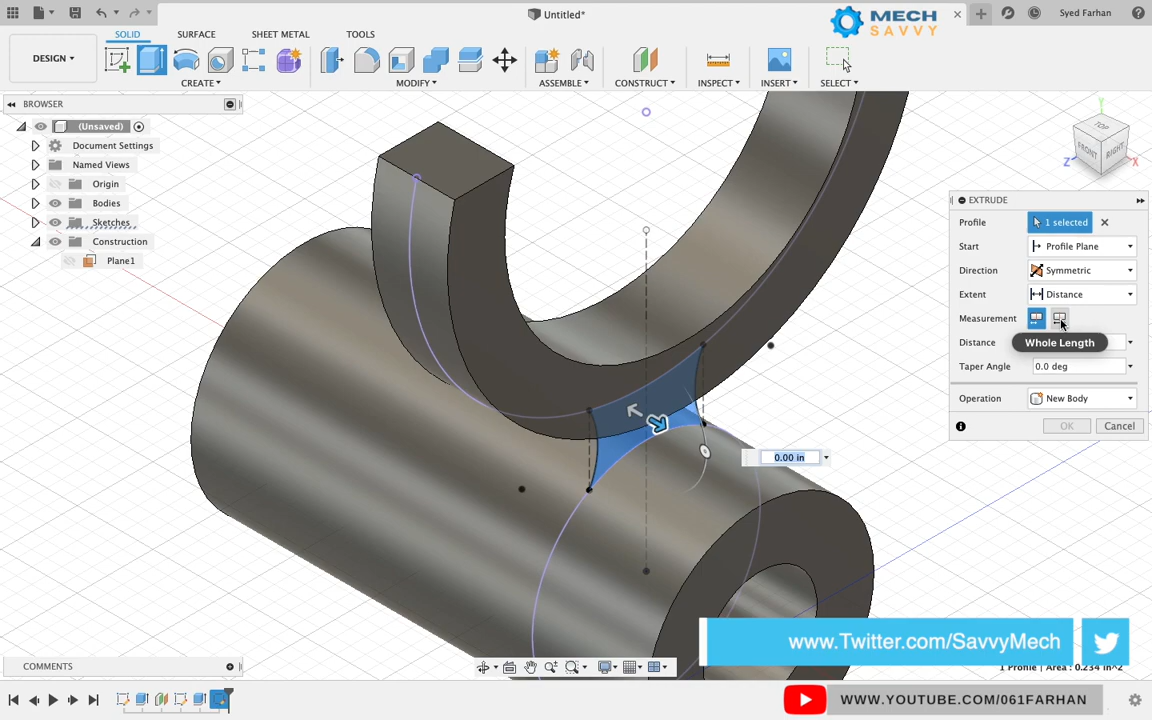 Untitled*
MECH
SAVVY
Syed Farhan
DESIGN
SOLID
SURFACE
SHEET METAL
TOOLS
CREATE
MODIFY
ASSEMBLE
CONSTRUCT
INSPECT
INSERT
SELECT
BROWSER
(Unsaved)
Document Settings
Named Views
Origin
Bodies
Sketches
Construction
Plane1
Y
TOP
FRONT
RIGHT
Z
X
EXTRUDE
Profile 1 selected
Start Profile Plane
Direction Symmetric
Extent Distance
Measurement
Whole Length
Distance
Taper Angle 0.0 deg
Operation New Body
OK Cancel
0.00 in
www.Twitter.com/SavvyMech
1 Profile | Area : 0.234 in^2
COMMENTS
WWW.YOUTUBE.COM/061FARHAN